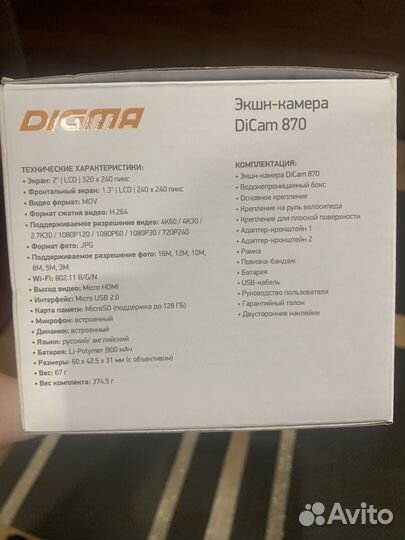 DIGMA
Экшн-камера
DiCam 870
ТЕХНИЧЕСКИЕ ХАРАКТЕРИСТИКИ:
• Экран: 2" | LCD | 320 x 240 пикс
• Фронтальный экран: 1.3" | LCD | 240 x 240 пикс
• Видео формат: MOV
• Формат сжатия видео: H.264
• Поддерживаемое разрешение видео: 4K60 / 4K30 /
2.7K30 / 1080P120 / 1080P60 / 1080P30 / 720P240
• Формат фото: JPG
• Поддерживаемое разрешение фото: 16M, 12M, 10M,
8M, 5M, 3M
• Wi-Fi: 802.11 B/G/N
• Выход видео: Micro HDMI
• Интерфейс: Micro USB 2.0
• Карта памяти: MicroSD (поддержка до 128 ГБ)
• Микрофон: встроенный
• Динамик: встроенный
• Языки: русский/ английский
• Батарея: Li-Polymer |900 мАч
• Размеры: 60 x 42.5 x 31 мм (с объективом)
• Вес: 67 г
• Вес комплекта: 374.5 г
КОМПЛЕКТАЦИЯ:
• Экшн-камера DiCam 870
• Водонепроницаемый бокс
• Основное крепление
• Крепление на руль велосипеда
• Крепление для плоской поверхности
• Адаптер-кронштейн 1
• Адаптер-кронштейн 2
• Рамка
• Повязка-бандаж
• Батарея
• USB-кабель
• Руководство пользователя
• Гарантийный талон
• Двусторонние наклейки
Avito